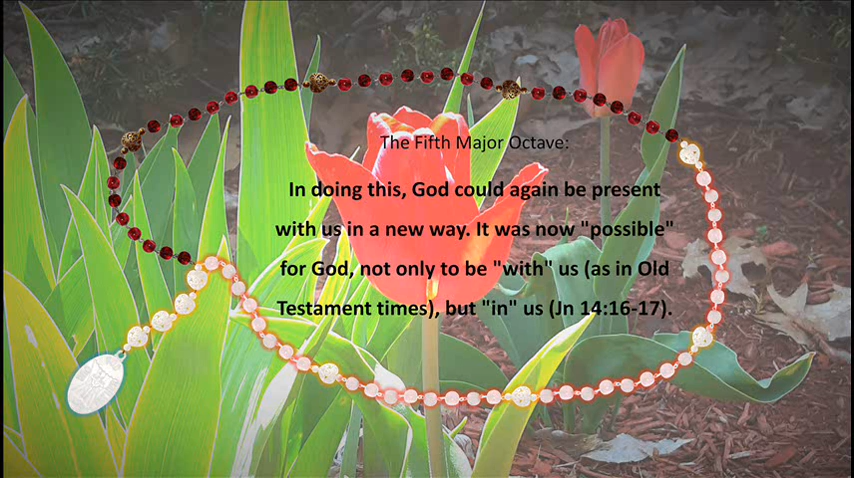 The Fifth Major Octave:
In doing this, God could again be present
with us in a new way. It was now "possible"
for God, not only to be "with" us (as in Old
Testament times), but "in" us (Jn 14:16-17).